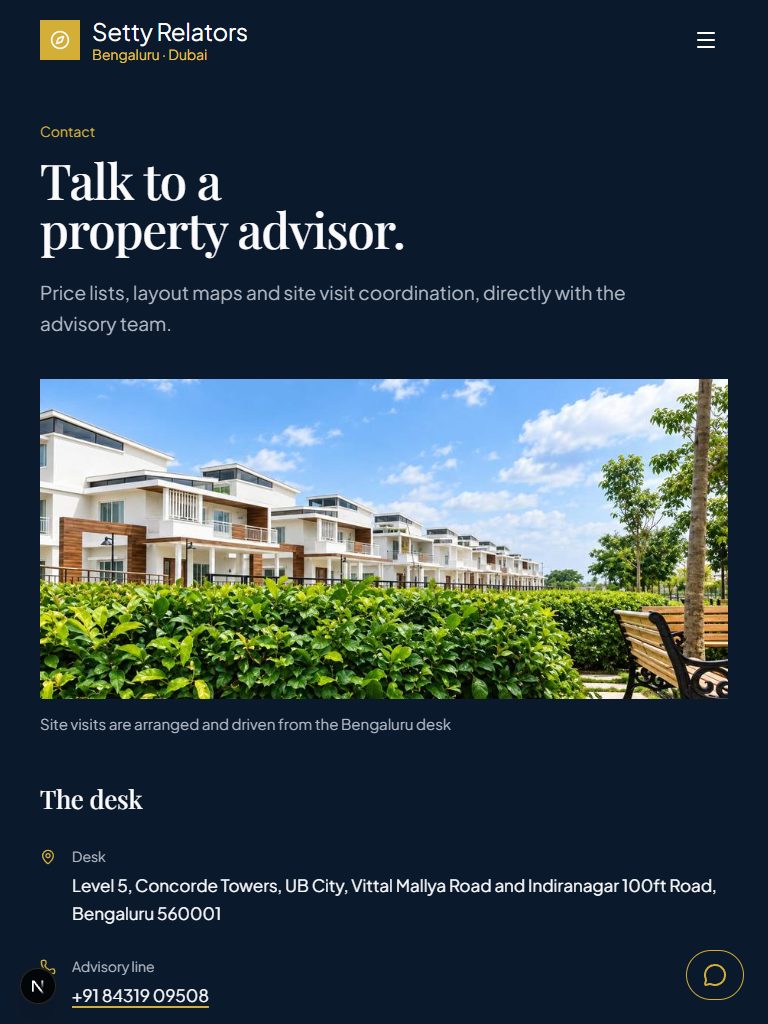 Setty Relators
Bengaluru · Dubai
Contact
Talk to a
property advisor.
Price lists, layout maps and site visit coordination, directly with the
advisory team.
Site visits are arranged and driven from the Bengaluru desk
The desk
Desk
Level 5, Concorde Towers, UB City, Vittal Mallya Road and Indiranagar 100ft Road,
Bengaluru 560001
Advisory line
N
+91 84319 09508